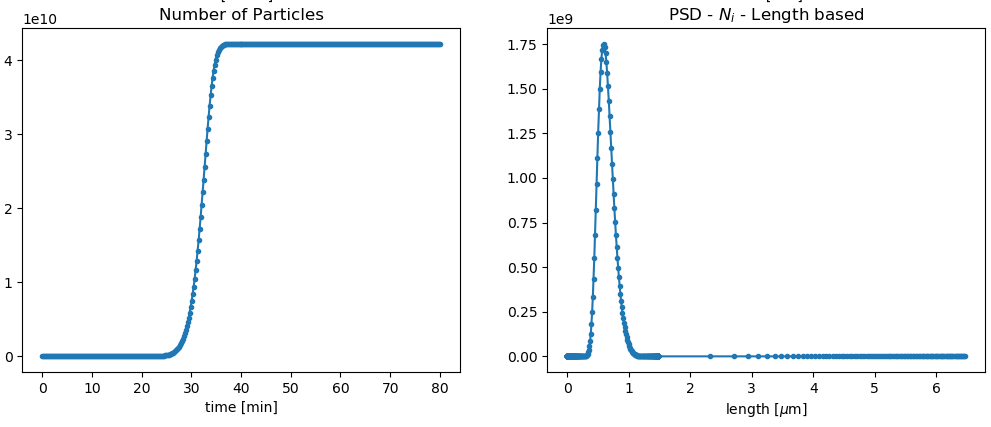 Number of Particles
1e10
4
3
2
1
0
0 10 20 30 40 50 60 70 80
time [min]
PSD - N_i - Length based
1e9
1.75
1.50
1.25
1.00
0.75
0.50
0.25
0.00
0 1 2 3 4 5 6
length [μm]